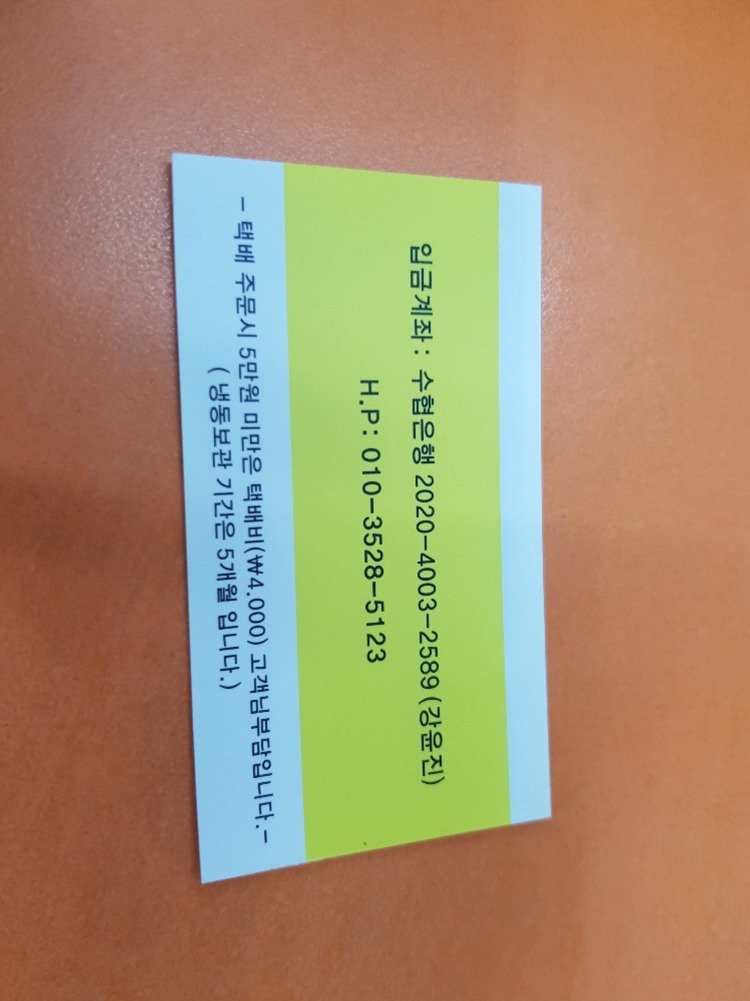 입금계좌 : 수협은행 2020-4003-2589 (강윤진)
H.P: 010-3528-5123
- 택배 주문시 5만원 미만은 택배비(₩4,000) 고객님부담입니다.-
( 냉동보관 기간은 5개월 입니다.)